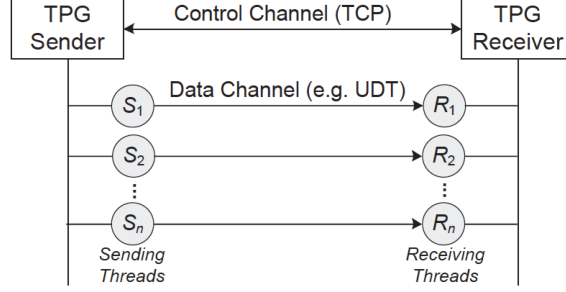 TPG
Sender
Control Channel (TCP)
TPG
Receiver
Data Channel (e.g. UDT)
S1
R1
S2
R2
⋮
⋮
Sn
Rn
Sending
Threads
Receiving
Threads